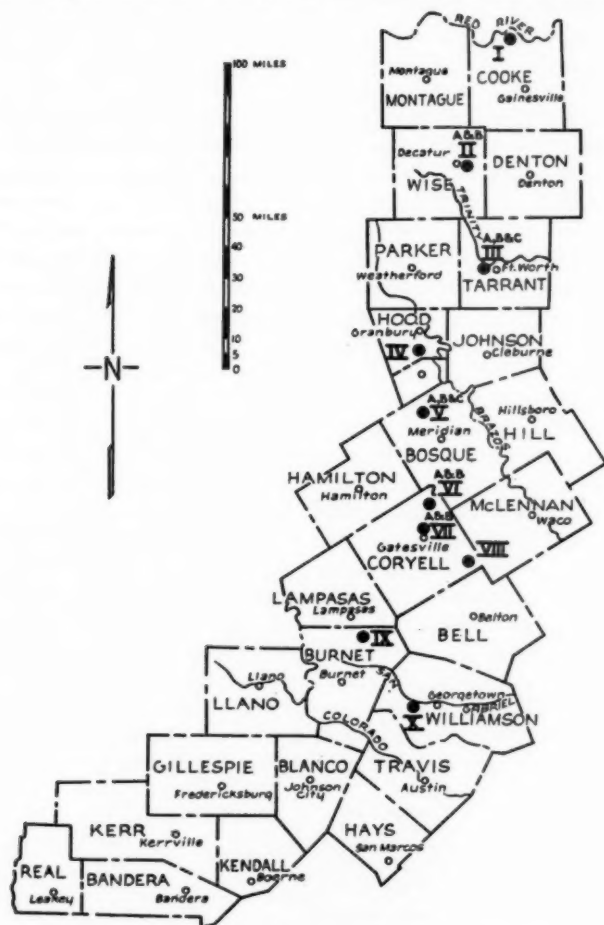 RED RIVER
100 MILES
I
Montague
COOKE
MONTAGUE
Gainesville
A & B
II
Decatur
DENTON
Denton
WISE
TRINITY
50 MILES
A, B & C
III
PARKER
Weatherford
Ft. Worth
TARRANT
HOOD
Granbury
JOHNSON
Cleburne
IV
20
10
5
0
N
A, B & C
V
Meridian
BRAZOS
Hillsboro
HILL
BOSQUE
HAMILTON
Hamilton
A & B
VI
McLENNAN
Waco
A & B
VII
Gatesville
VIII
CORYELL
LAMPASAS
Lampasas
Belton
BELL
IX
BURNET
Burnet
Llano
LLANO
SAN GABRIEL
Georgetown
WILLIAMSON
X
COLORADO
GILLESPIE
Fredericksburg
BLANCO
Johnson City
TRAVIS
Austin
KERR
Kerrville
HAYS
San Marcos
REAL
Leakey
BANDERA
Bandera
KENDALL
Boerne